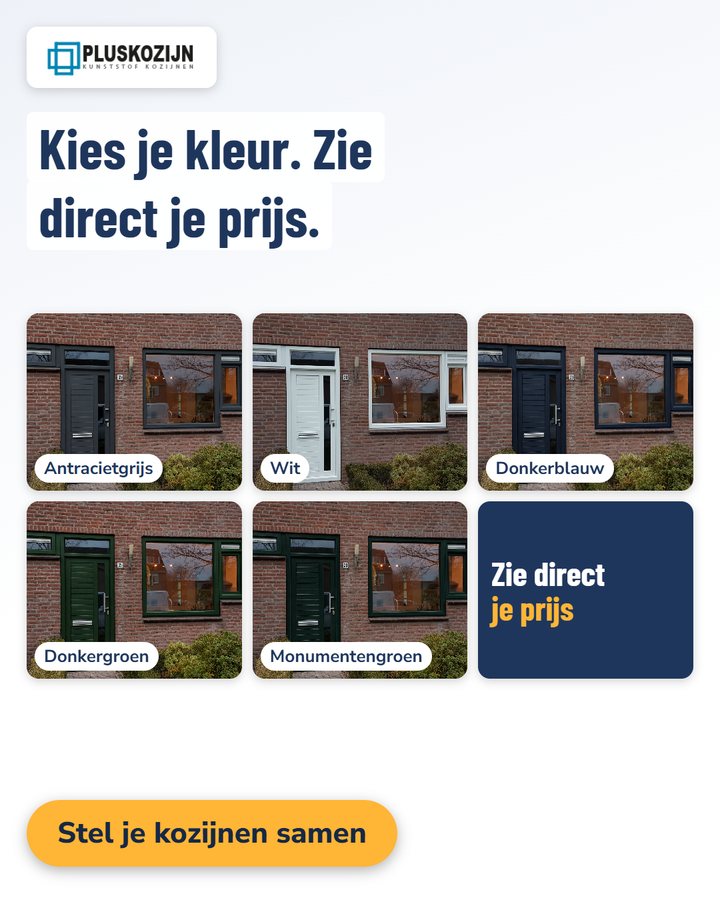 PLUSKOZIJN
KUNSTSTOF KOZIJNEN
Kies je kleur. Zie
direct je prijs.
Antracietgrijs
Wit
Donkerblauw
Donkergroen
Monumentengroen
Zie direct
je prijs
Stel je kozijnen samen